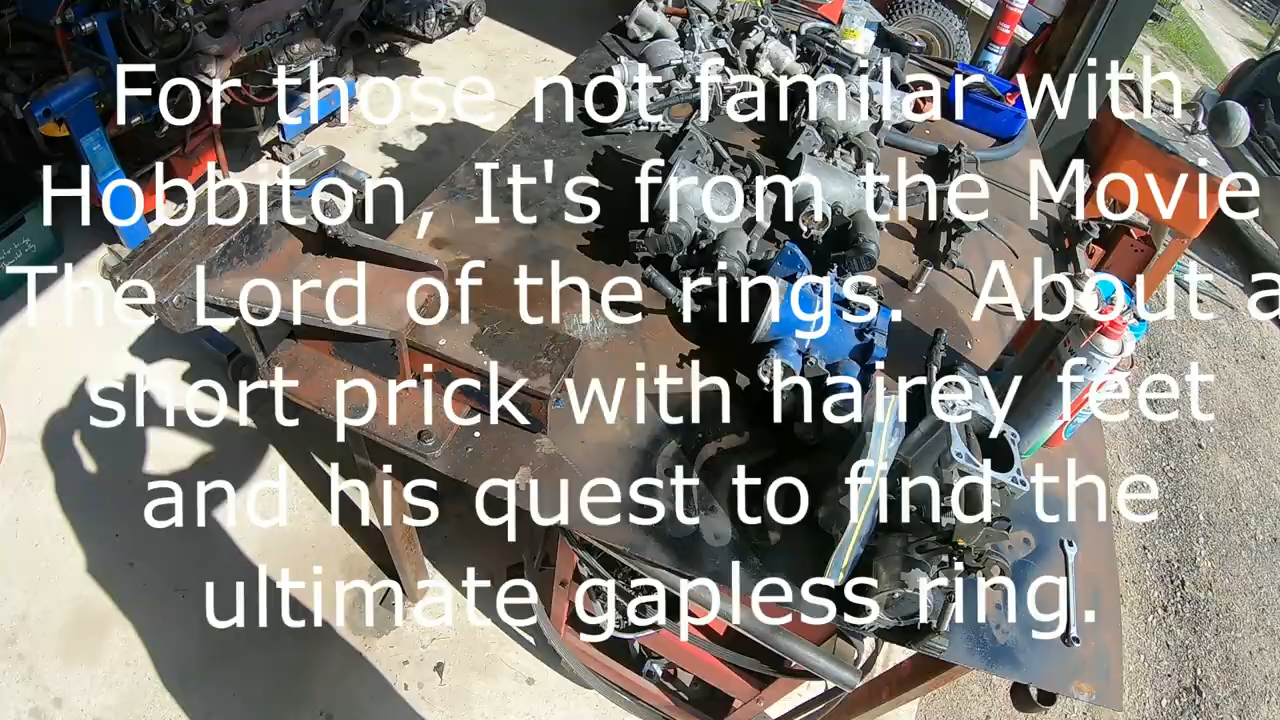 For those not familar with
Hobbiton, It's from the Movie
The Lord of the rings.  About a
short prick with hairey feet
and his quest to find the
ultimate gapless ring.